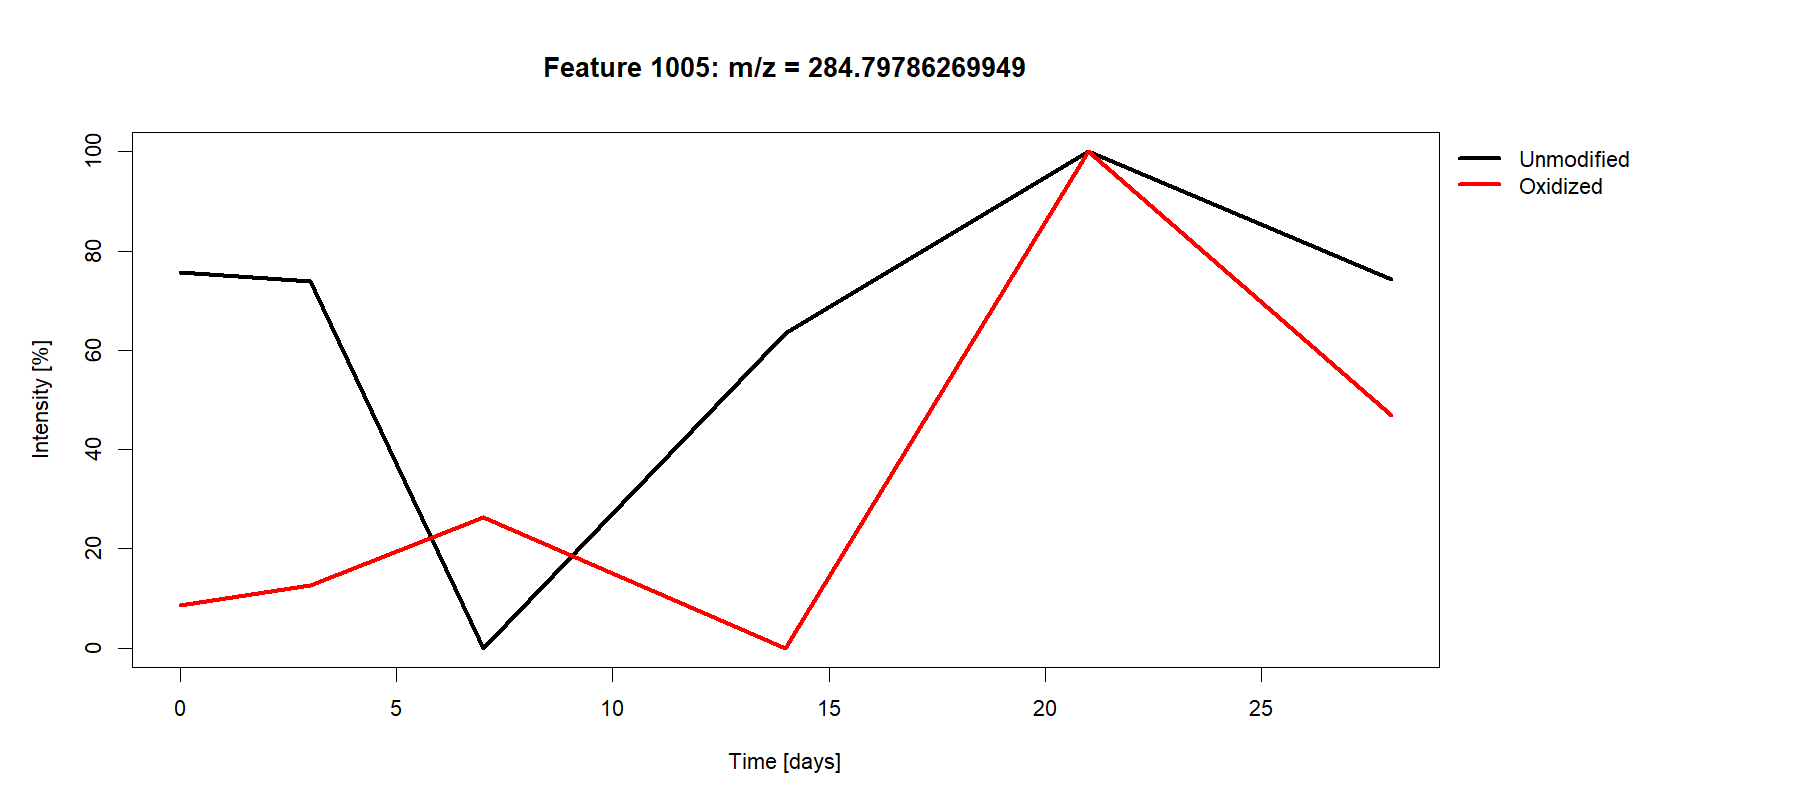 Feature 1005: m/z = 284.79786269949
Unmodified
Oxidized
Intensity [%]
100
80
60
40
20
0
0 5 10 15 20 25
Time [days]